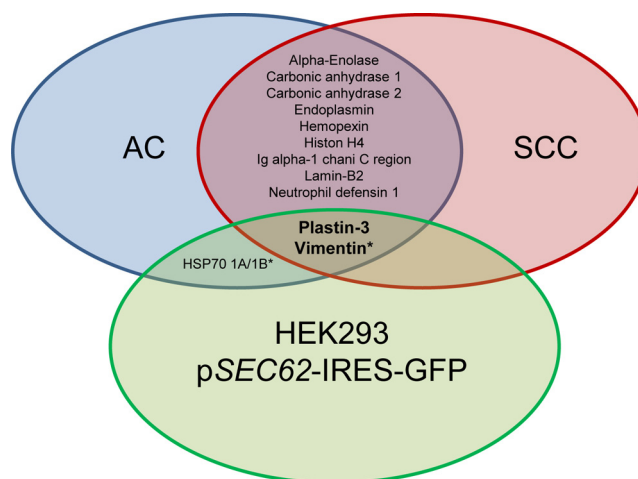 Alpha-Enolase
Carbonic anhydrase 1
Carbonic anhydrase 2
Endoplasmin
Hemopexin
Histon H4
Ig alpha-1 chani C region
Lamin-B2
Neutrophil defensin 1
AC
SCC
Plastin-3
Vimentin*
HSP70 1A/1B*
HEK293
pSEC62-IRES-GFP